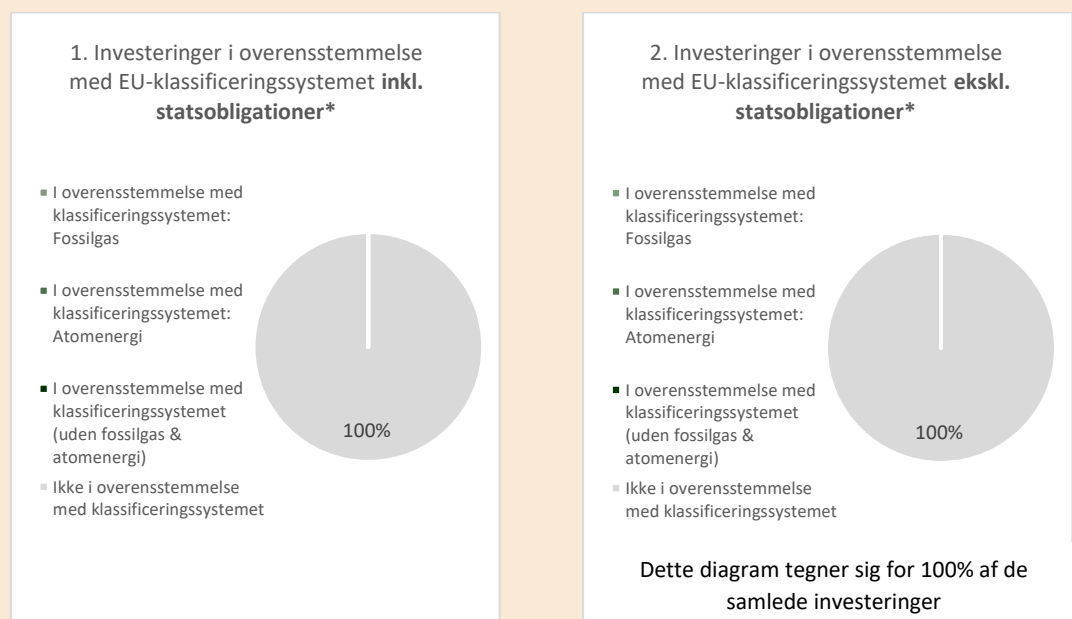 1. Investeringer i overensstemmelse
med EU-klassificeringssystemet inkl.
statsobligationer*
I overensstemmelse med
klassificeringssystemet:
Fossilgas
I overensstemmelse med
klassificeringssystemet:
Atomenergi
I overensstemmelse med
klassificeringssystemet
(uden fossilgas &
atomenergi)
Ikke i overensstemmelse
med klassificeringssystemet
100%
2. Investeringer i overensstemmelse
med EU-klassificeringssystemet ekskl.
statsobligationer*
I overensstemmelse med
klassificeringssystemet:
Fossilgas
I overensstemmelse med
klassificeringssystemet:
Atomenergi
I overensstemmelse med
klassificeringssystemet
(uden fossilgas &
atomenergi)
Ikke i overensstemmelse
med klassificeringssystemet
100%
Dette diagram tegner sig for 100% af de
samlede investeringer